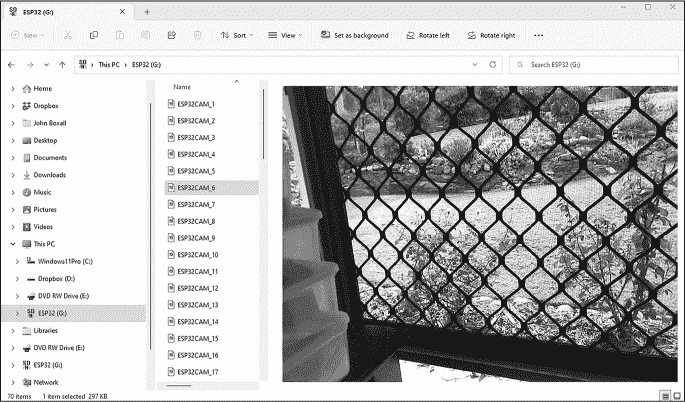 ESP32 (G:)
New
Sort
View
Set as background
Rotate left
Rotate right
This PC > ESP32 (G:)
Search ESP32 (G:)
Home
Dropbox
John Boxall
Desktop
Documents
Downloads
Music
Pictures
Videos
This PC
Windows11Pro (C:)
Dropbox (D:)
DVD RW Drive (E:)
ESP32 (G:)
Libraries
DVD RW Drive (E:)
ESP32 (G:)
Network
Name
ESP32CAM_1
ESP32CAM_2
ESP32CAM_3
ESP32CAM_4
ESP32CAM_5
ESP32CAM_6
ESP32CAM_7
ESP32CAM_8
ESP32CAM_9
ESP32CAM_10
ESP32CAM_11
ESP32CAM_12
ESP32CAM_13
ESP32CAM_14
ESP32CAM_15
ESP32CAM_16
ESP32CAM_17
70 items 1 item selected 297 KB